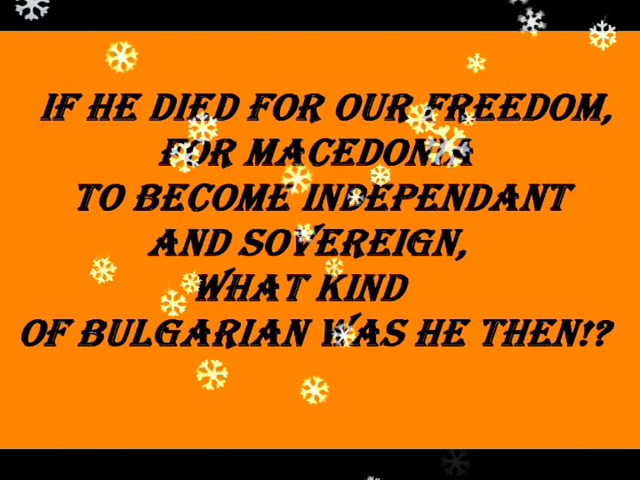 IF HE DIED FOR OUR FREEDOM,
FOR MACEDONIA
TO BECOME INDEPENDANT
AND SOVEREIGN,
WHAT KIND
OF BULGARIAN WAS HE THEN!?